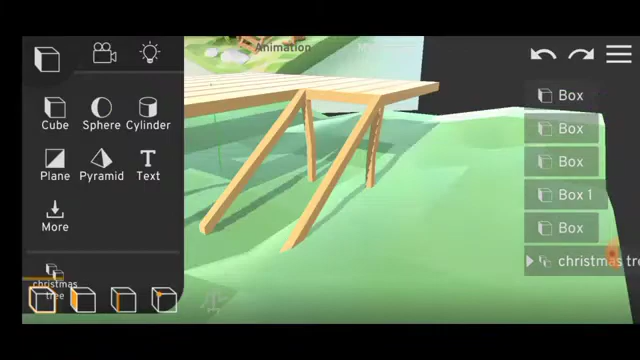 Animation
Box
Cube Sphere Cylinder
Box
Box
Plane Pyramid Text
Box 1
More
Box
christmas tre
christmas
tree